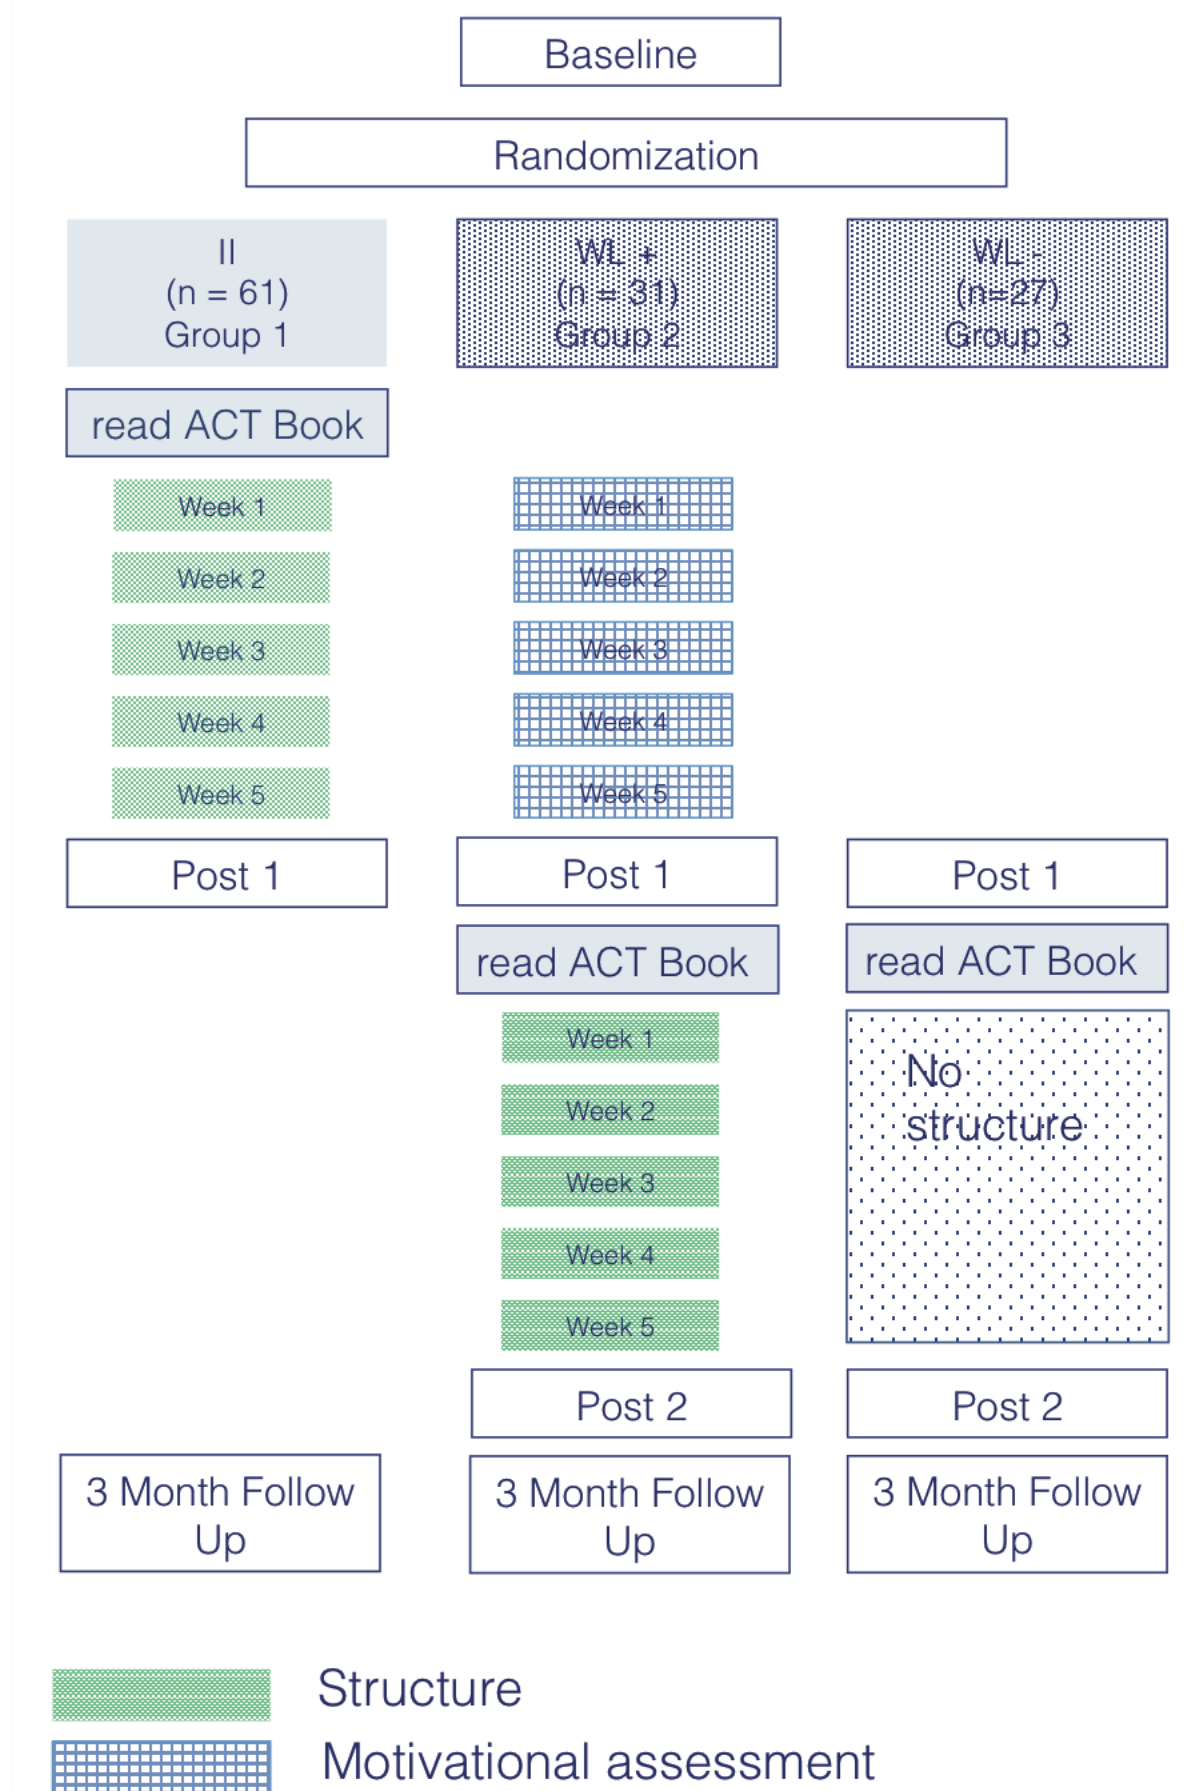 Baseline
Randomization
II
(n = 61)
Group 1
WL +
(n = 31)
Group 2
WL -
(n=27)
Group 3
read ACT Book
Week 1
Week 2
Week 3
Week 4
Week 5
Week 1
Week 2
Week 3
Week 4
Week 5
Post 1
Post 1
Post 1
read ACT Book
read ACT Book
Week 1
Week 2
Week 3
Week 4
Week 5
No
structure
Post 2
Post 2
3 Month Follow
Up
3 Month Follow
Up
3 Month Follow
Up
Structure
Motivational assessment